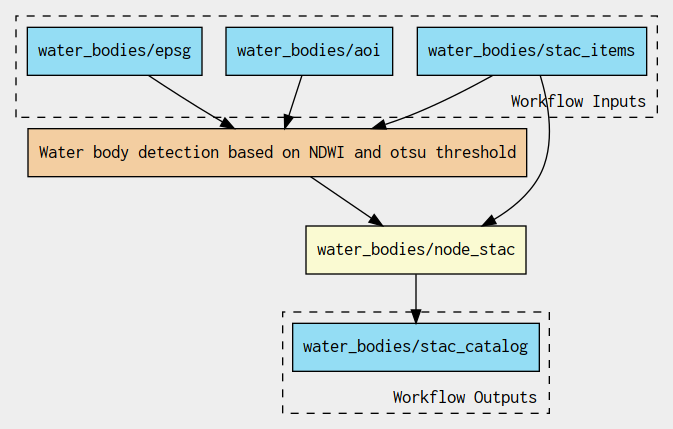 water_bodies/epsg
water_bodies/aoi
water_bodies/stac_items
Workflow Inputs
Water body detection based on NDWI and otsu threshold
water_bodies/node_stac
water_bodies/stac_catalog
Workflow Outputs